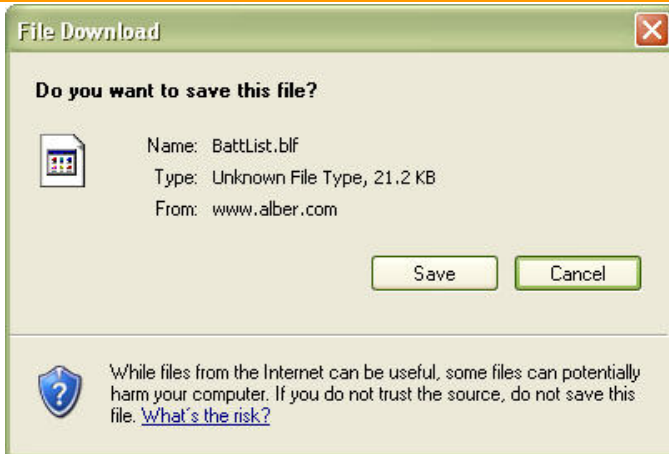 File Download
Do you want to save this file?
Name: BattList.blf
Type: Unknown File Type, 21.2 KB
From: www.alber.com
Save Cancel
While files from the Internet can be useful, some files can potentially
harm your computer. If you do not trust the source, do not save this
file. What's the risk?